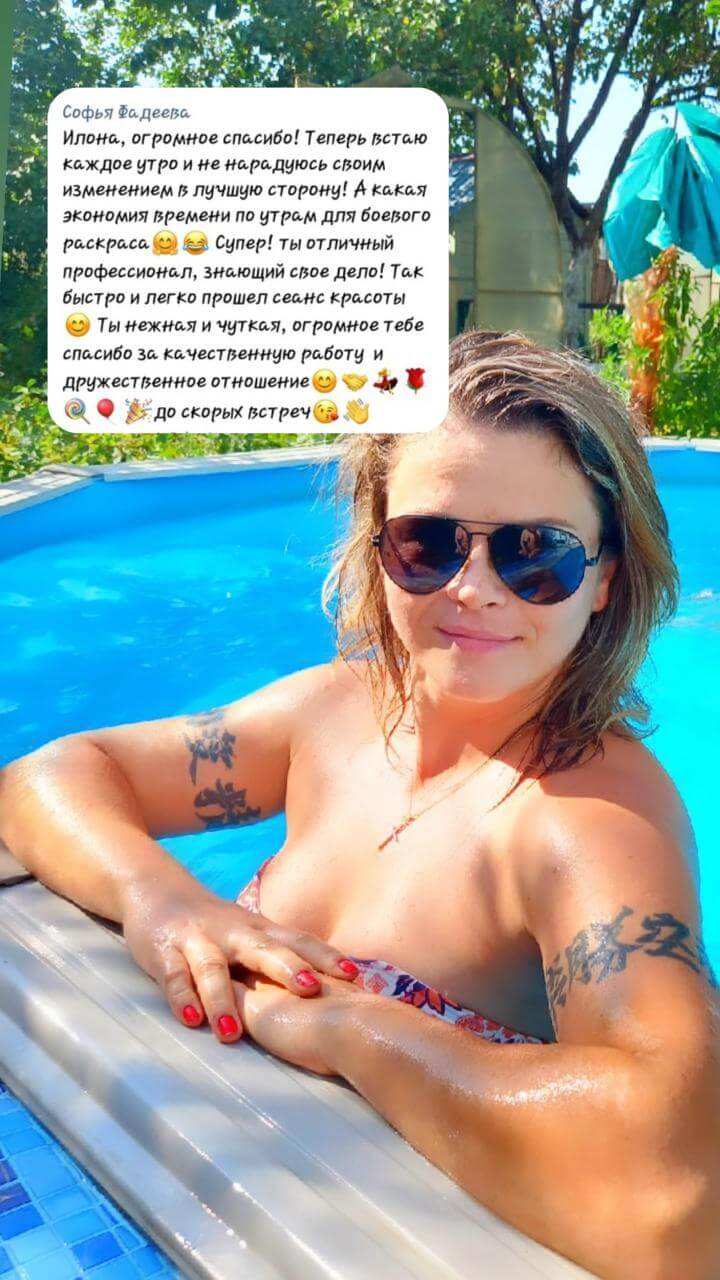 Софья Фадеева
Илона, огромное спасибо! Теперь встаю
каждое утро и не нарадуюсь своим
изменением в лучшую сторону! А какая
экономия времени по утрам для боевого
раскраса🤗😂 Супер! ты отличный
профессионал, знающий свое дело! Так
быстро и легко прошел сеанс красоты
😊 Ты нежная и чуткая, огромное тебе
спасибо за качественную работу и
дружественное отношение😊🤝💃🌹
🍭🎈🎉до скорых встреч😘👋